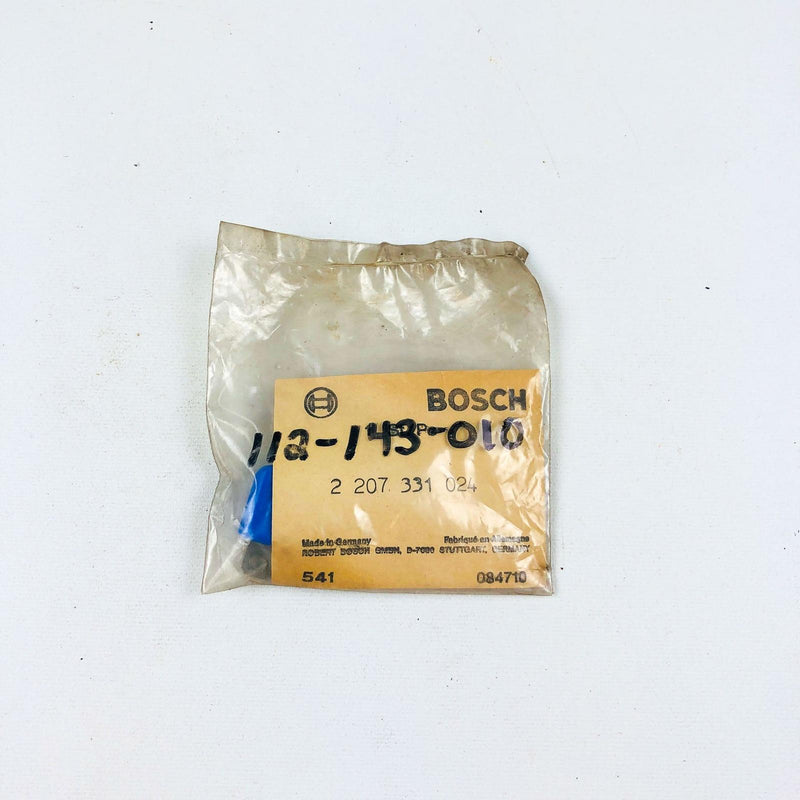 BOSCH
112-143-010
2 207 331 024
Made in Germany Fabriqué en Allemagne
ROBERT BOSCH GMBH, D-7000 STUTTGART, GERMANY
541 084710